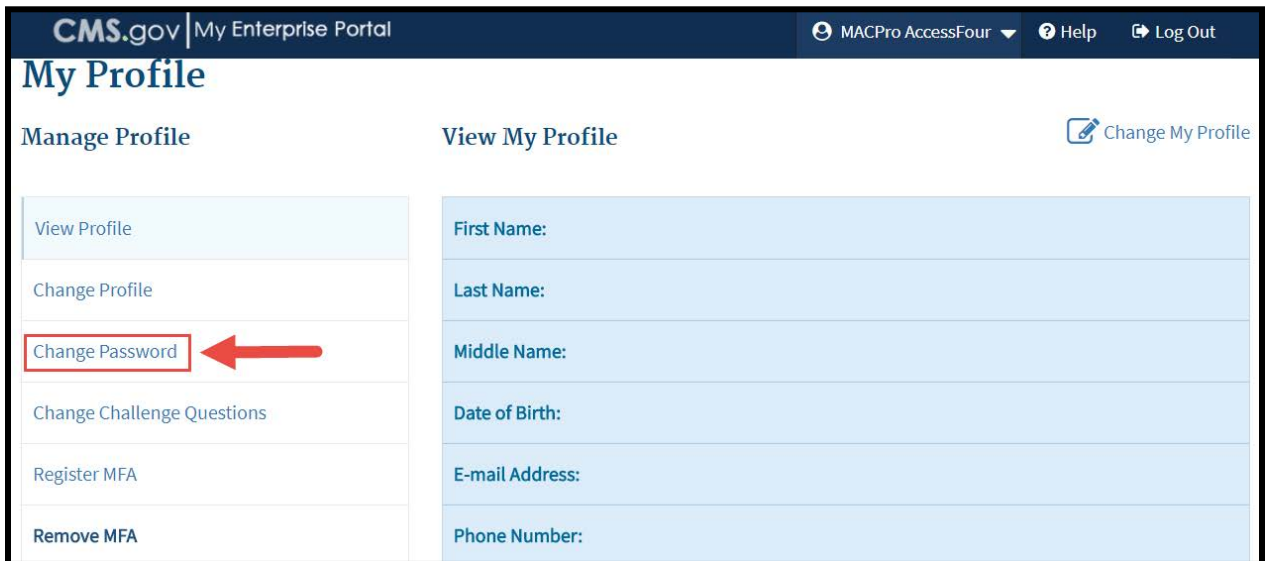 CMS.gov My Enterprise Portal
MACPro AccessFour
Help
Log Out
My Profile
Manage Profile
View My Profile
Change My Profile
View Profile
Change Profile
Change Password
Change Challenge Questions
Register MFA
Remove MFA
First Name:
Last Name:
Middle Name:
Date of Birth:
E-mail Address:
Phone Number: